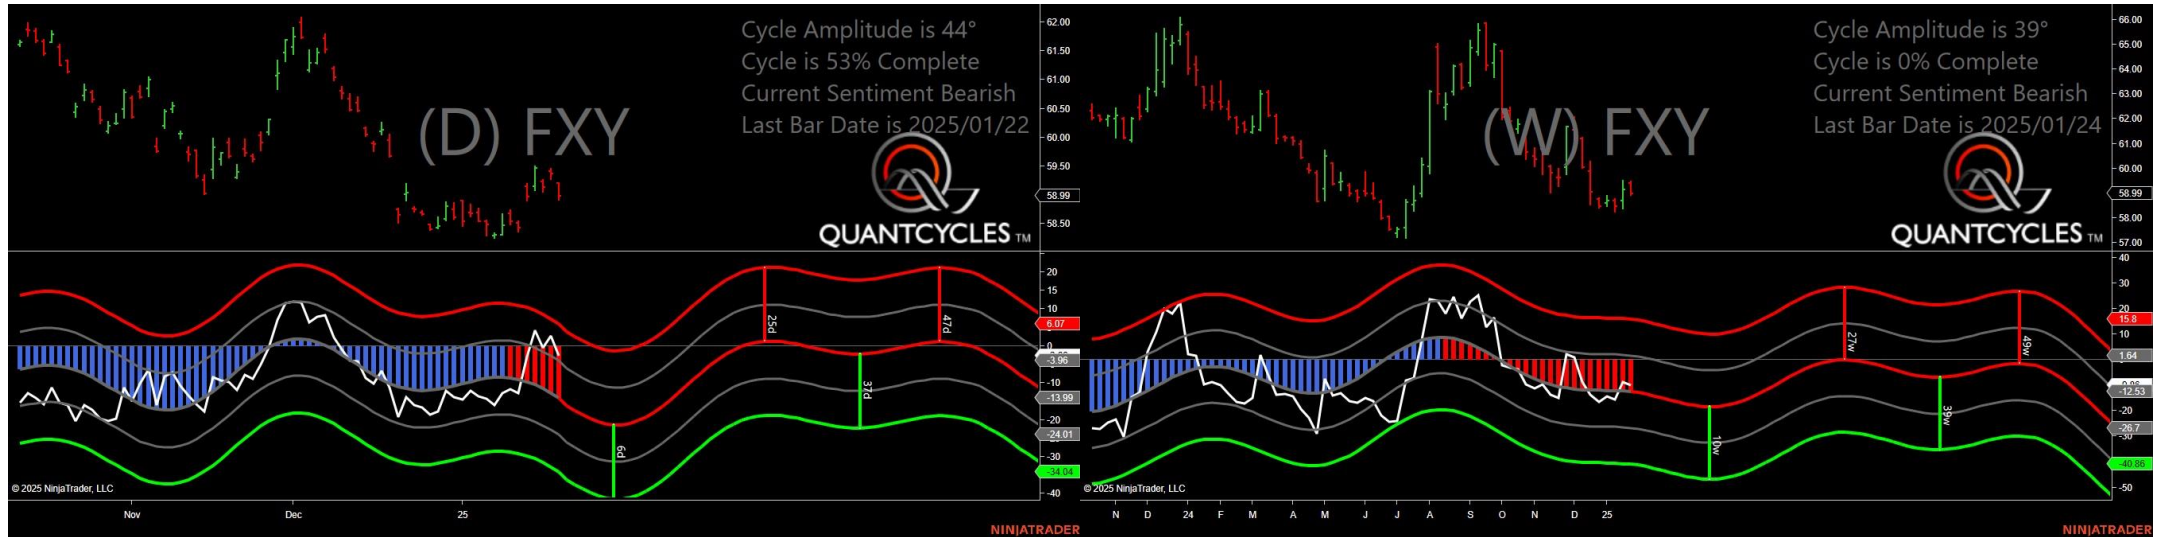 Cycle Amplitude is 44°
Cycle is 53% Complete
Current Sentiment Bearish
Last Bar Date is 2025/01/22
(D) FXY
QUANTCYCLES TM
62.00
61.50
61.00
60.50
60.00
59.50
58.99
58.50
20
15
10
6.07
0
-3.96
-10
-13.99
-20
-24.01
-30
-34.04
-40
25d
47d
37d
6d
© 2025 NinjaTrader, LLC
Nov Dec 25
NINJATRADER
Cycle Amplitude is 39°
Cycle is 0% Complete
Current Sentiment Bearish
Last Bar Date is 2025/01/24
(W) FXY
QUANTCYCLES TM
66.00
65.00
64.00
63.00
62.00
61.00
60.00
58.99
58.00
57.00
40
30
15.8
10
1.64
-12.53
-20
-26.7
-30
-40.86
-50
27w
49w
39w
10w
© 2025 NinjaTrader, LLC
N D 24 F M A M J J A S O N D 25
NINJATRADER